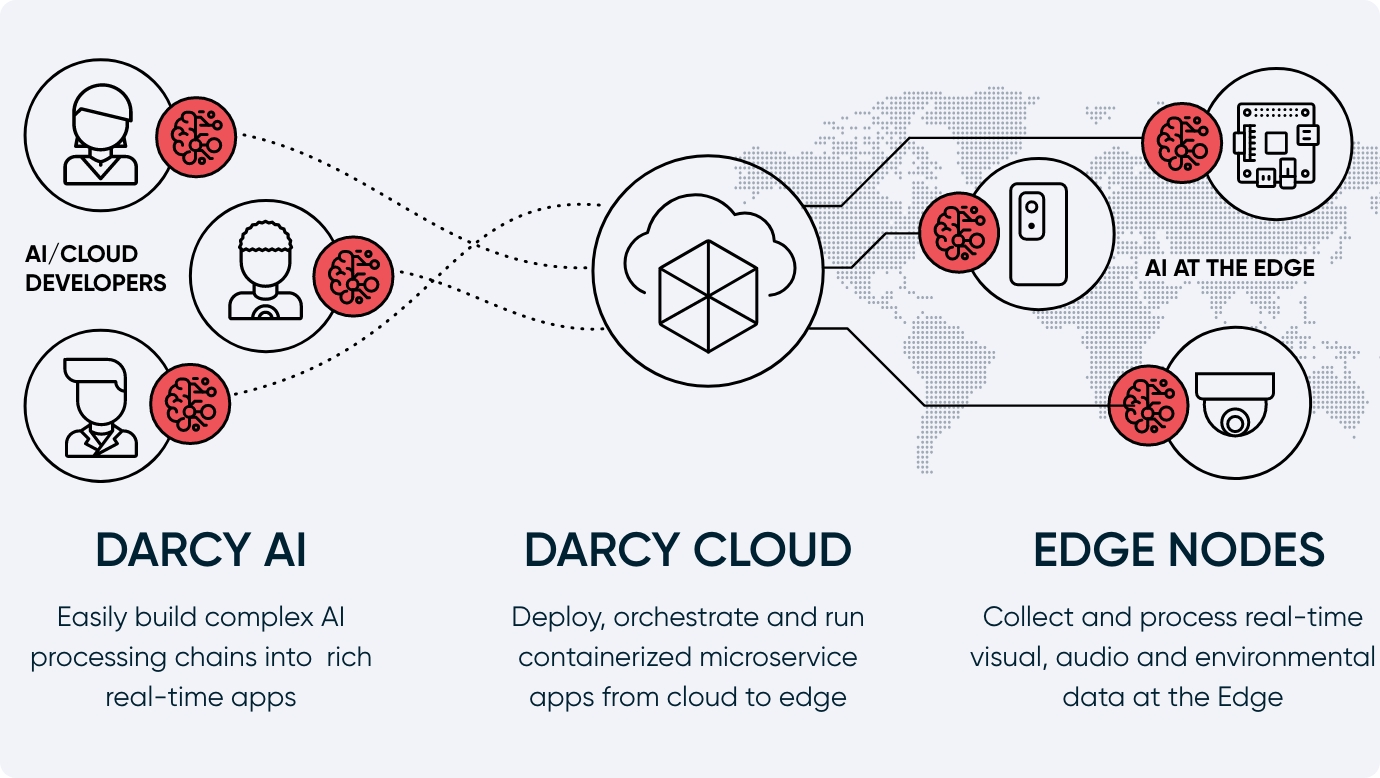 AI/CLOUD
DEVELOPERS
AI AT THE EDGE
DARCY AI
Easily build complex AI
processing chains into  rich
real-time apps
DARCY CLOUD
Deploy, orchestrate and run
containerized microservice
apps from cloud to edge
EDGE NODES
Collect and process real-time
visual, audio and environmental
data at the Edge